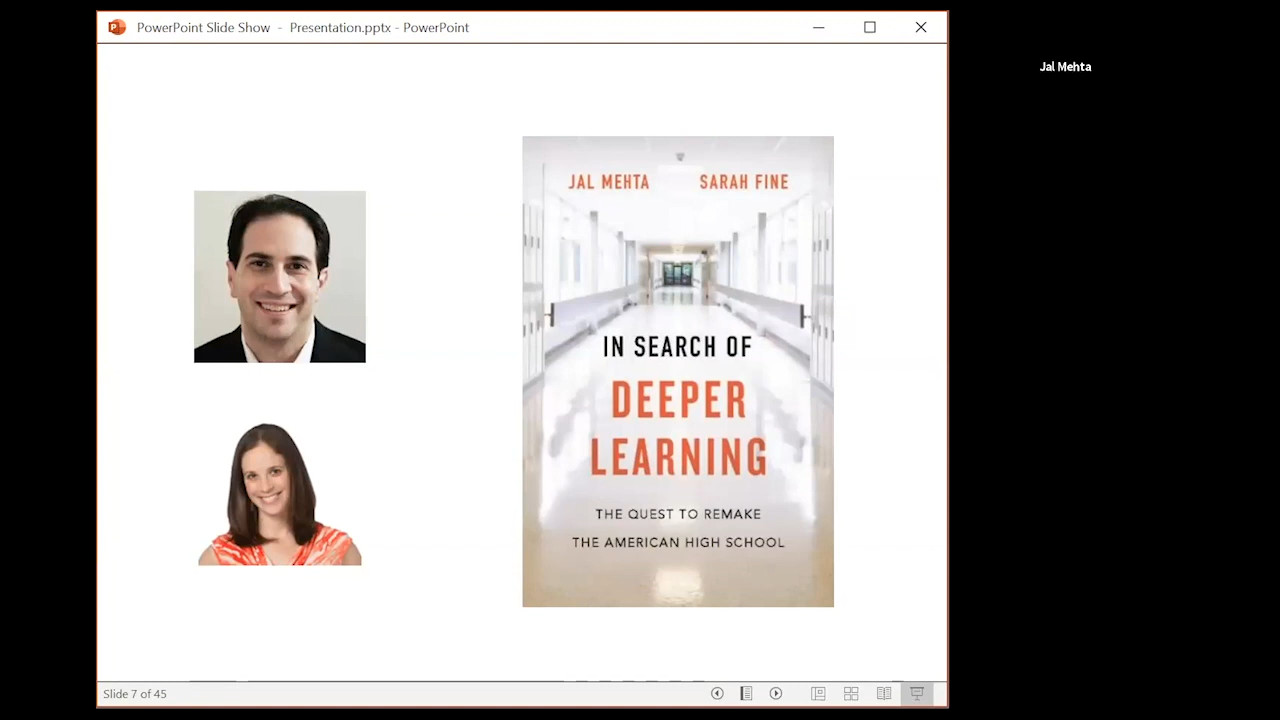 PowerPoint Slide Show - Presentation.pptx - PowerPoint
Jal Mehta
JAL MEHTA SARAH FINE
IN SEARCH OF
DEEPER
LEARNING
THE QUEST TO REMAKE
THE AMERICAN HIGH SCHOOL
Slide 7 of 45